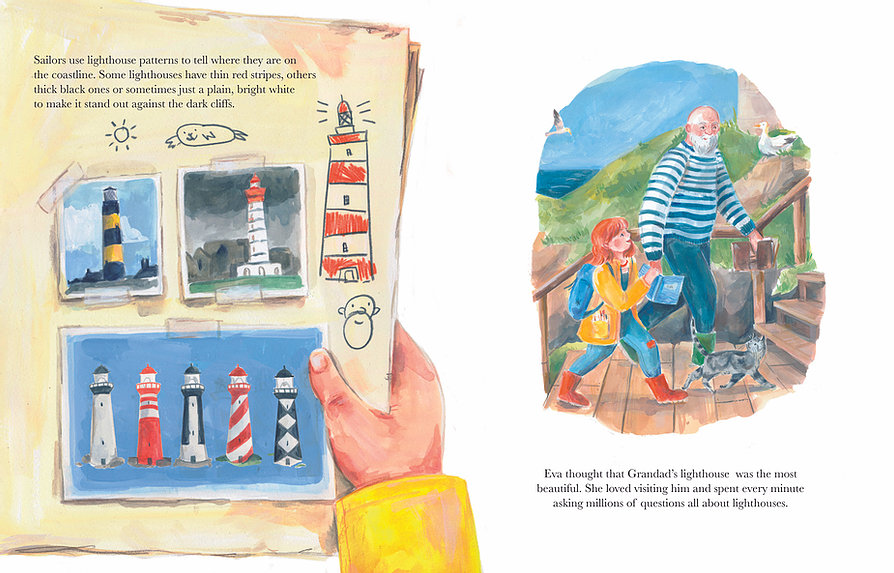 Sailors use lighthouse patterns to tell where they are on
the coastline. Some lighthouses have thin red stripes, others
thick black ones or sometimes just a plain, bright white
to make it stand out against the dark cliffs.
Eva thought that Grandad’s lighthouse was the most
beautiful. She loved visiting him and spent every minute
asking millions of questions all about lighthouses.